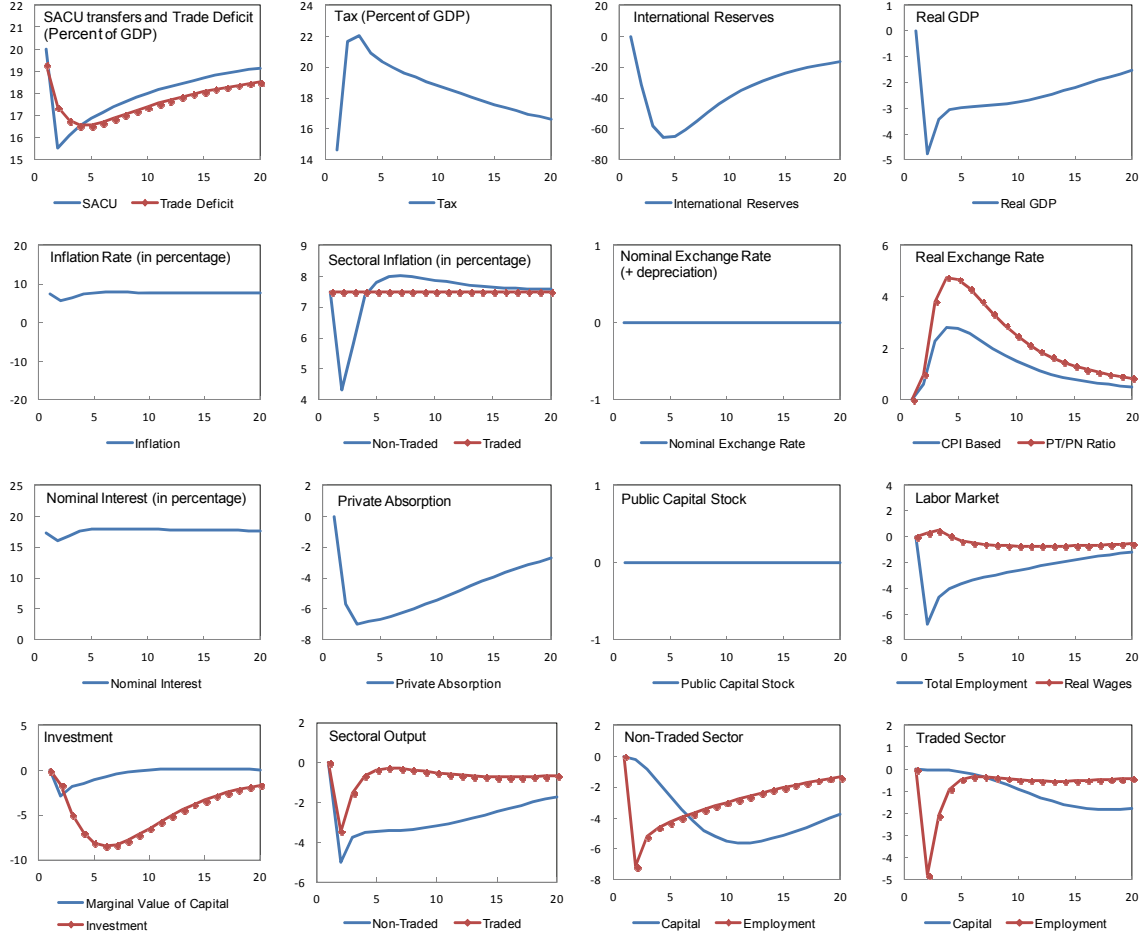 SACU transfers and Trade Deficit
(Percent of GDP)
20
19
18
17
16
15
0 5 10 15 20
SACU Trade Deficit
Tax (Percent of GDP)
24
22
20
18
16
14
0 5 10 15 20
Tax
International Reserves
20
0
-20
-40
-60
-80
0 5 10 15 20
International Reserves
Real GDP
1
0
-1
-2
-3
-4
-5
0 5 10 15 20
Real GDP
Inflation Rate (in percentage)
20
10
0
-10
-20
0 5 10 15 20
Inflation
Sectoral Inflation (in percentage)
9
8
7
6
5
4
0 5 10 15 20
Non-Traded Traded
Nominal Exchange Rate
(+ depreciation)
1
0
-1
0 5 10 15 20
Nominal Exchange Rate
Real Exchange Rate
6
4
2
0
0 5 10 15 20
CPI Based PT/PN Ratio
Nominal Interest (in percentage)
25
20
15
10
5
0
0 5 10 15 20
Nominal Interest
Private Absorption
2
0
-2
-4
-6
-8
0 5 10 15 20
Private Absorption
Public Capital Stock
1
0
-1
0 5 10 15 20
Public Capital Stock
Labor Market
4
2
0
-2
-4
-6
-8
0 5 10 15 20
Total Employment Real Wages
Investment
5
0
-5
-10
0 5 10 15 20
Marginal Value of Capital
Investment
Sectoral Output
2
0
-2
-4
-6
0 5 10 15 20
Non-Traded Traded
Non-Traded Sector
2
0
-2
-4
-6
-8
0 5 10 15 20
Capital Employment
Traded Sector
2
1
0
-1
-2
-3
-4
-5
0 5 10 15 20
Capital Employment